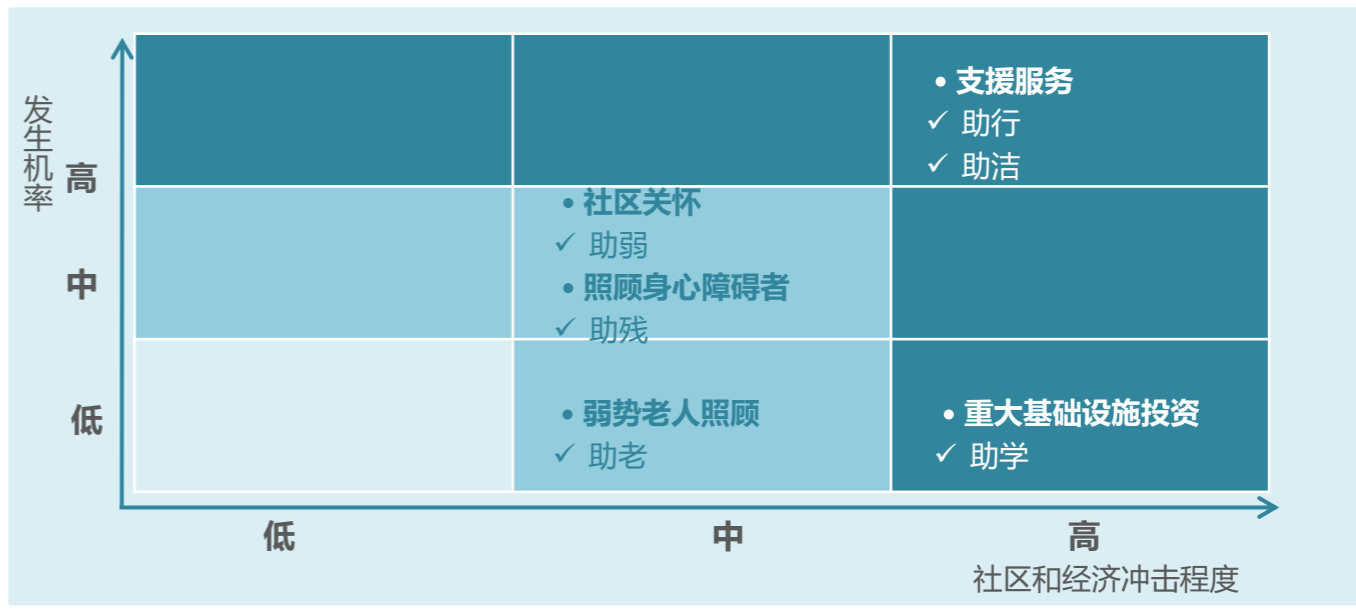 发生机率
高
• 支援服务
✓ 助行
✓ 助洁
中
• 社区关怀
✓ 助弱
• 照顾身心障碍者
✓ 助残
低
• 弱势老人照顾
✓ 助老
• 重大基础设施投资
✓ 助学
低
中
高
社区和经济冲击程度